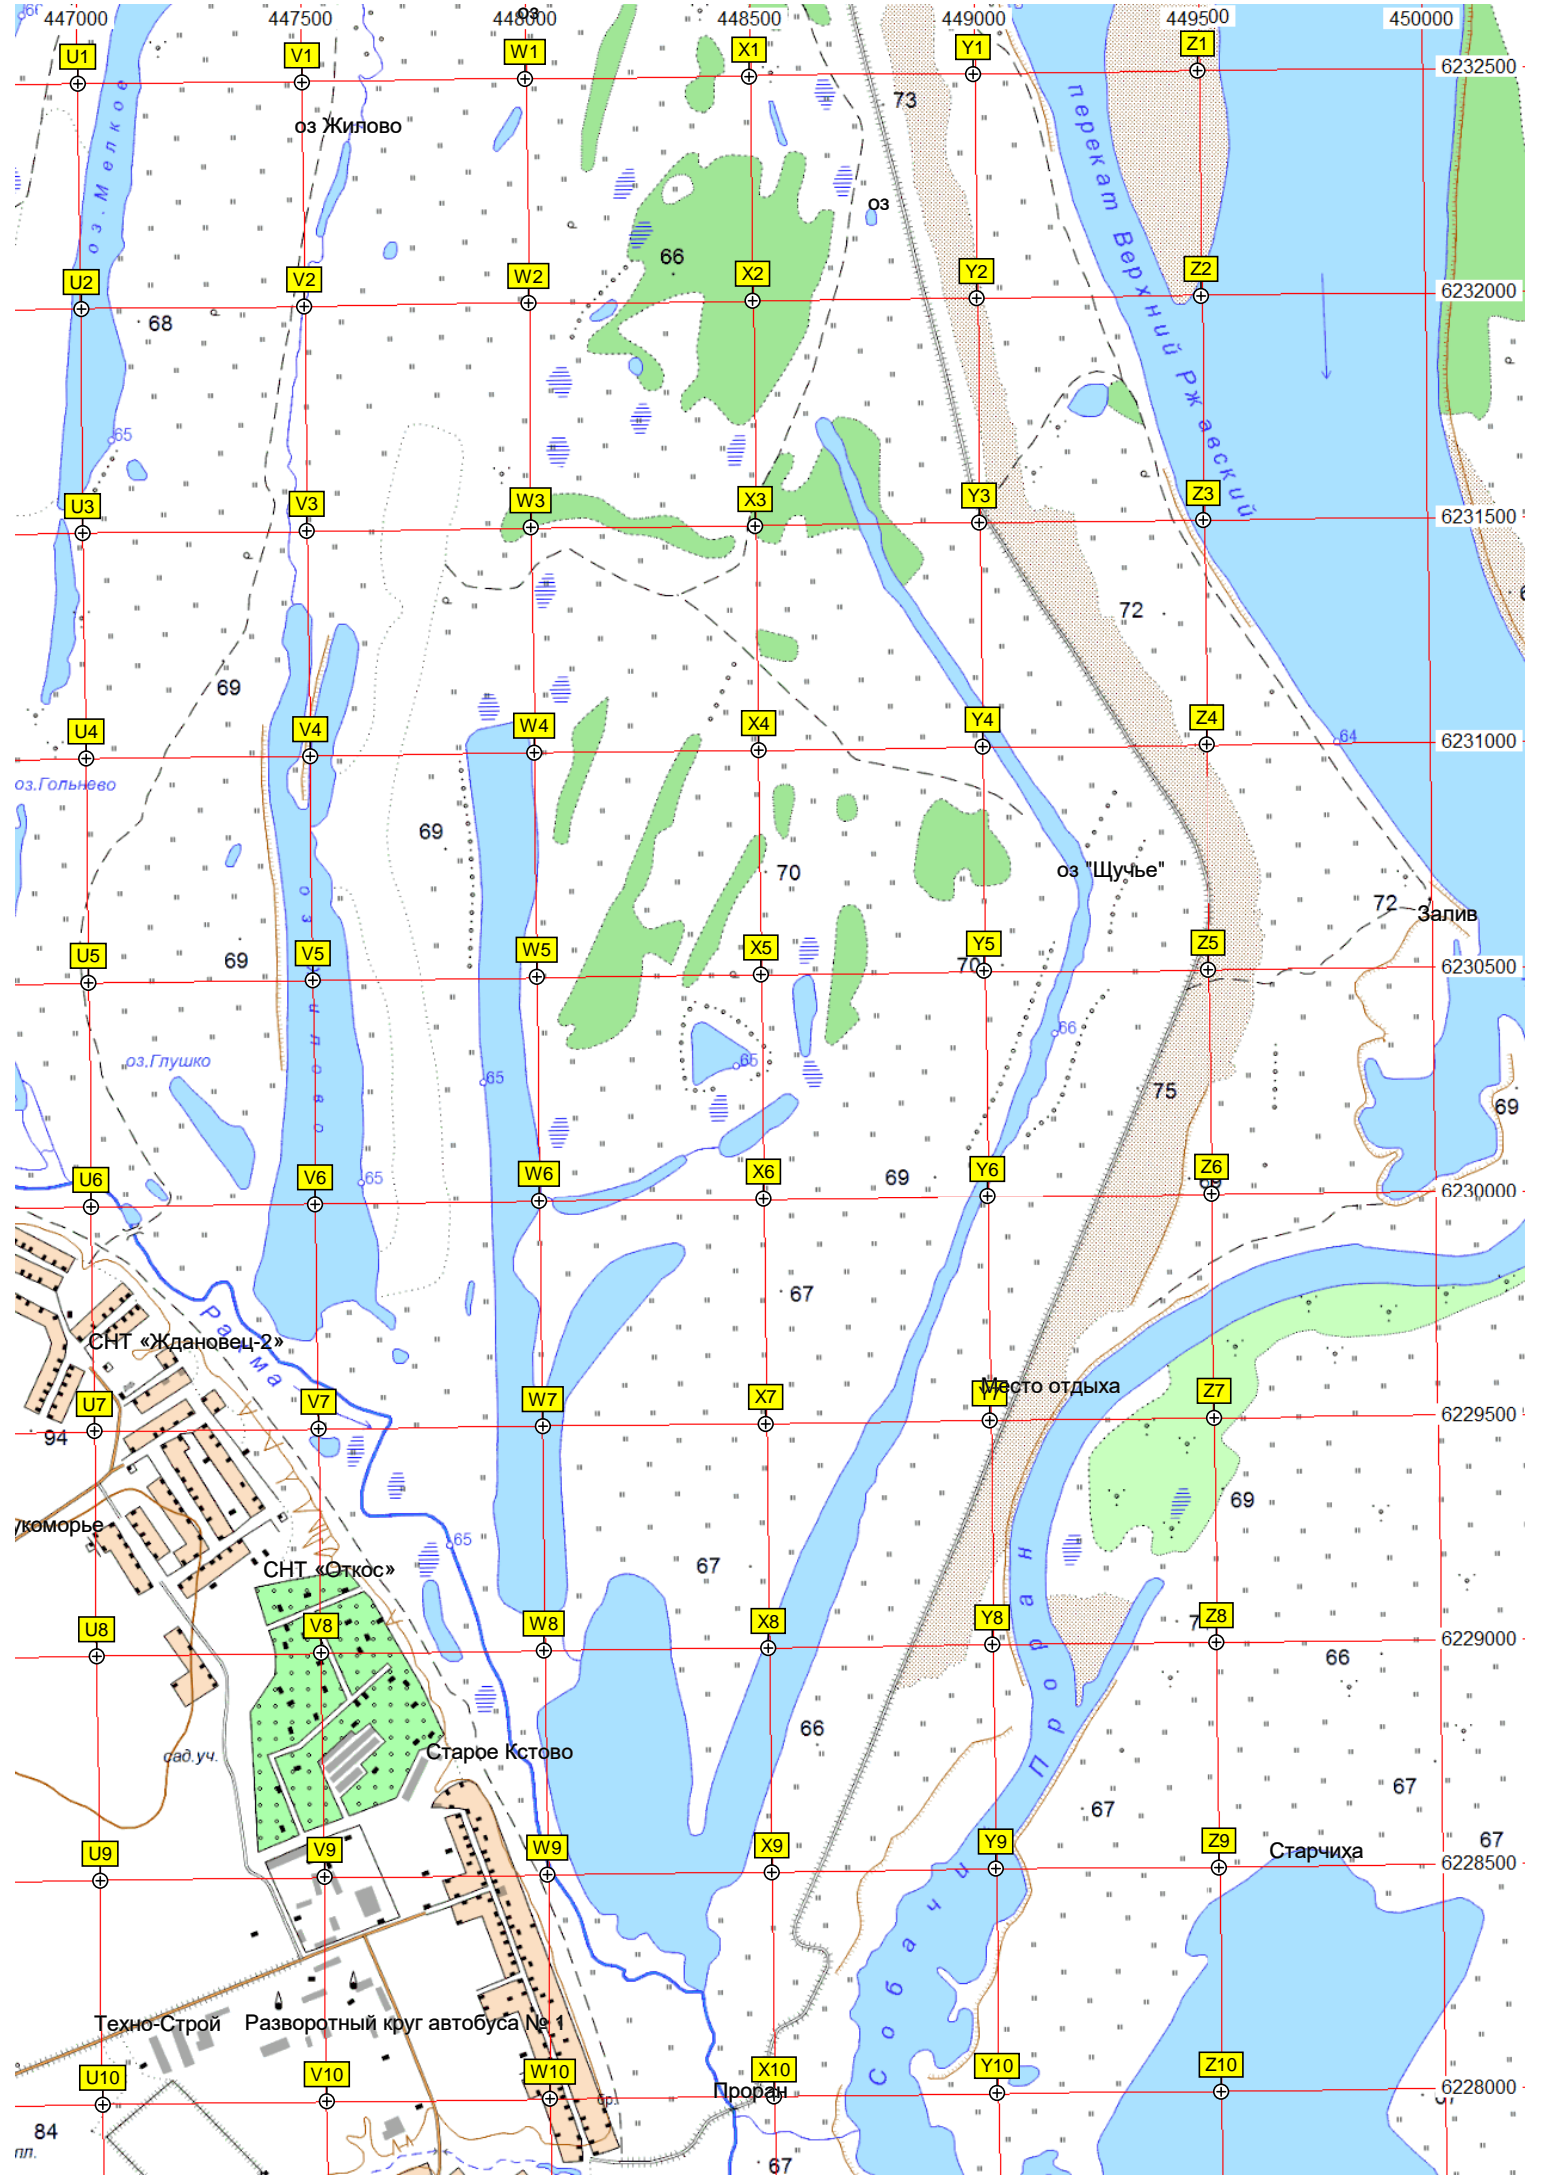 447000 447500 448000 448500 449000 449500 450000
оз
66
U1 V1 W1 X1 Y1 Z1
6232500
оз.Мелкое
оз Жилово
73
перекат Верхний Ржавский
оз
66
U2 V2 W2 X2 Y2 Z2
6232000
68
65
U3 V3 W3 X3 Y3 Z3
6231500
72
69
U4 V4 W4 X4 Y4 Z4
6231000
64
оз.Гольнево
69
70
оз "Щучье"
72
Залив
69
U5 V5 W5 X5 Y5 Z5
70
6230500
66
оз.Глушко
65
65
75
69
U6 V6 W6 X6 Y6 Z6
65
69
6230000
67
Рахма
СНТ «Ждановец-2»
Место отдыха
U7 V7 W7 X7 Z7
6229500
94
69
укоморье
65
67
СНТ «Откос»
U8 V8 W8 X8 Y8 Z8
6229000
66
66
сад.уч.
Старое Кстово
67
67
67
U9 V9 W9 X9 Y9 Z9
Старчиха
6228500
Собачий Проран
Техно-Строй
Разворотный круг автобуса № 1
U10 V10 W10 X10 Y10 Z10
6228000
Проран
бр.
84
пл.
67